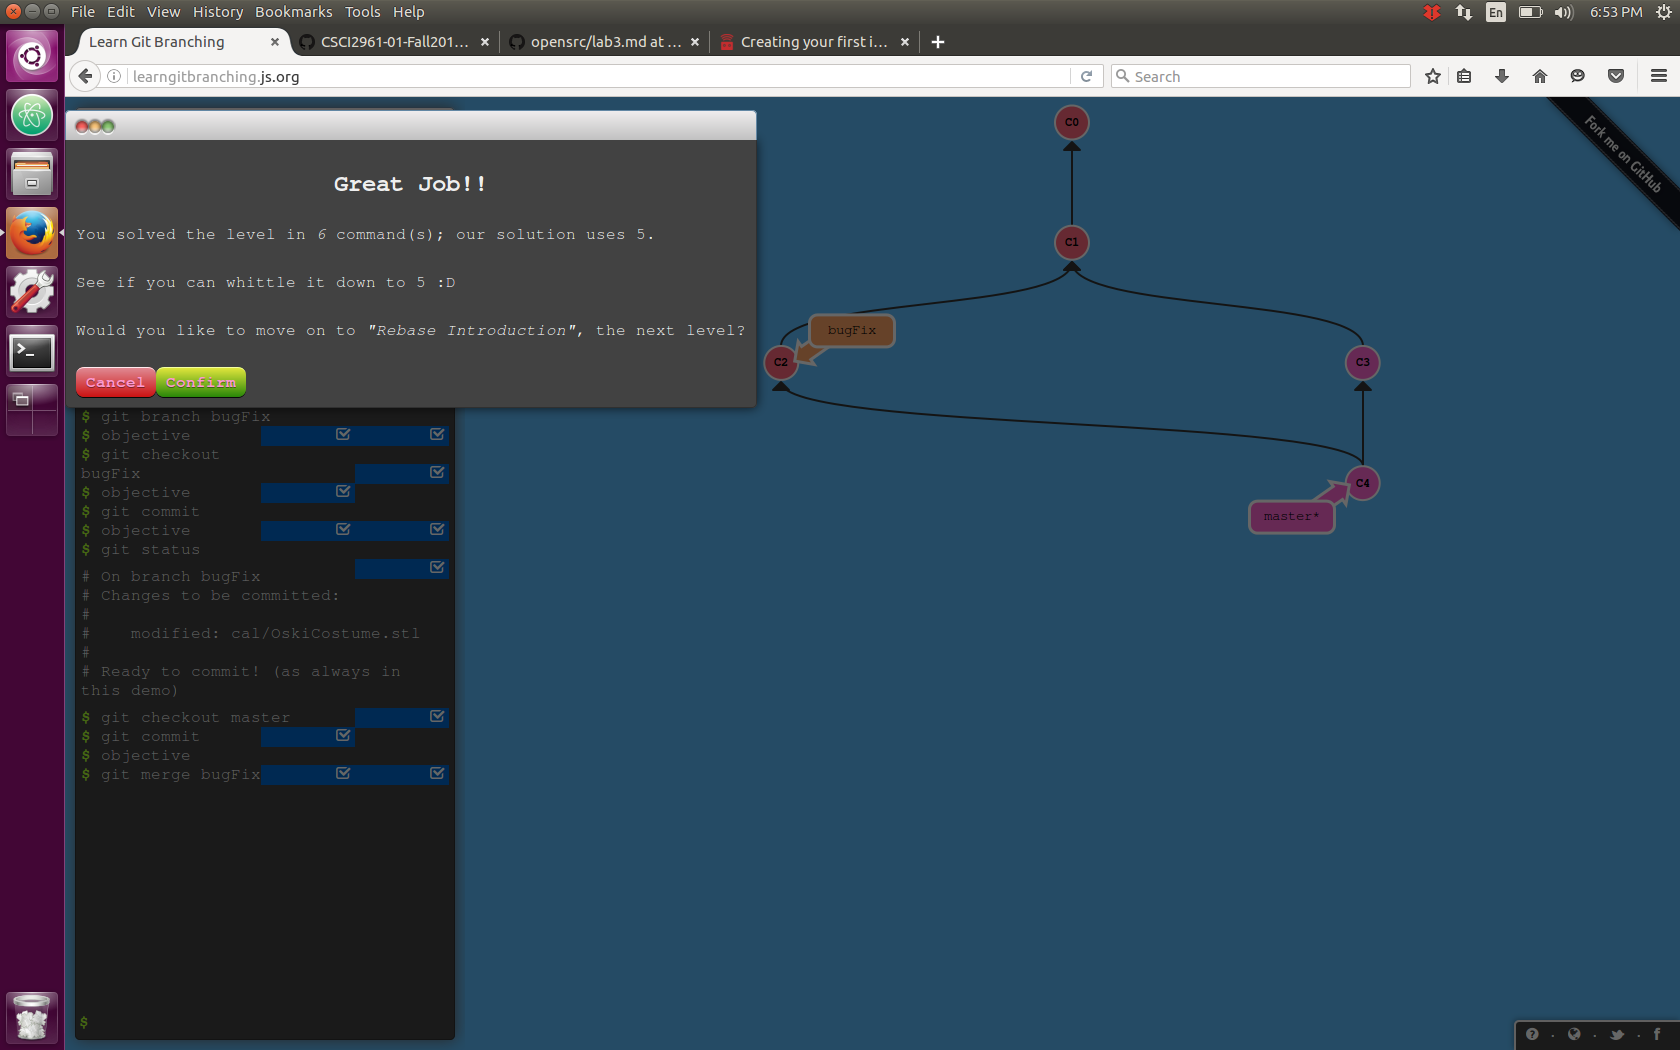 File Edit View History Bookmarks Tools Help
En
6:53 PM
Learn Git Branching
CSCI2961-01-Fall201...
opensrc/lab3.md at ...
Creating your first i...
learngitbranching.js.org
Search
Fork me on GitHub
Great Job!!
You solved the level in 6 command(s); our solution uses 5.
See if you can whittle it down to 5 :D
Would you like to move on to "Rebase Introduction", the next level?
Cancel Confirm
$ git branch bugFix
$ objective
$ git checkout
bugFix
$ objective
$ git commit
$ objective
$ git status
# On branch bugFix
# Changes to be committed:
#
# modified: cal/OskiCostume.stl
#
# Ready to commit! (as always in
this demo)
$ git checkout master
$ git commit
$ objective
$ git merge bugFix
$
C0
C1
bugFix
C2
C3
C4
master*